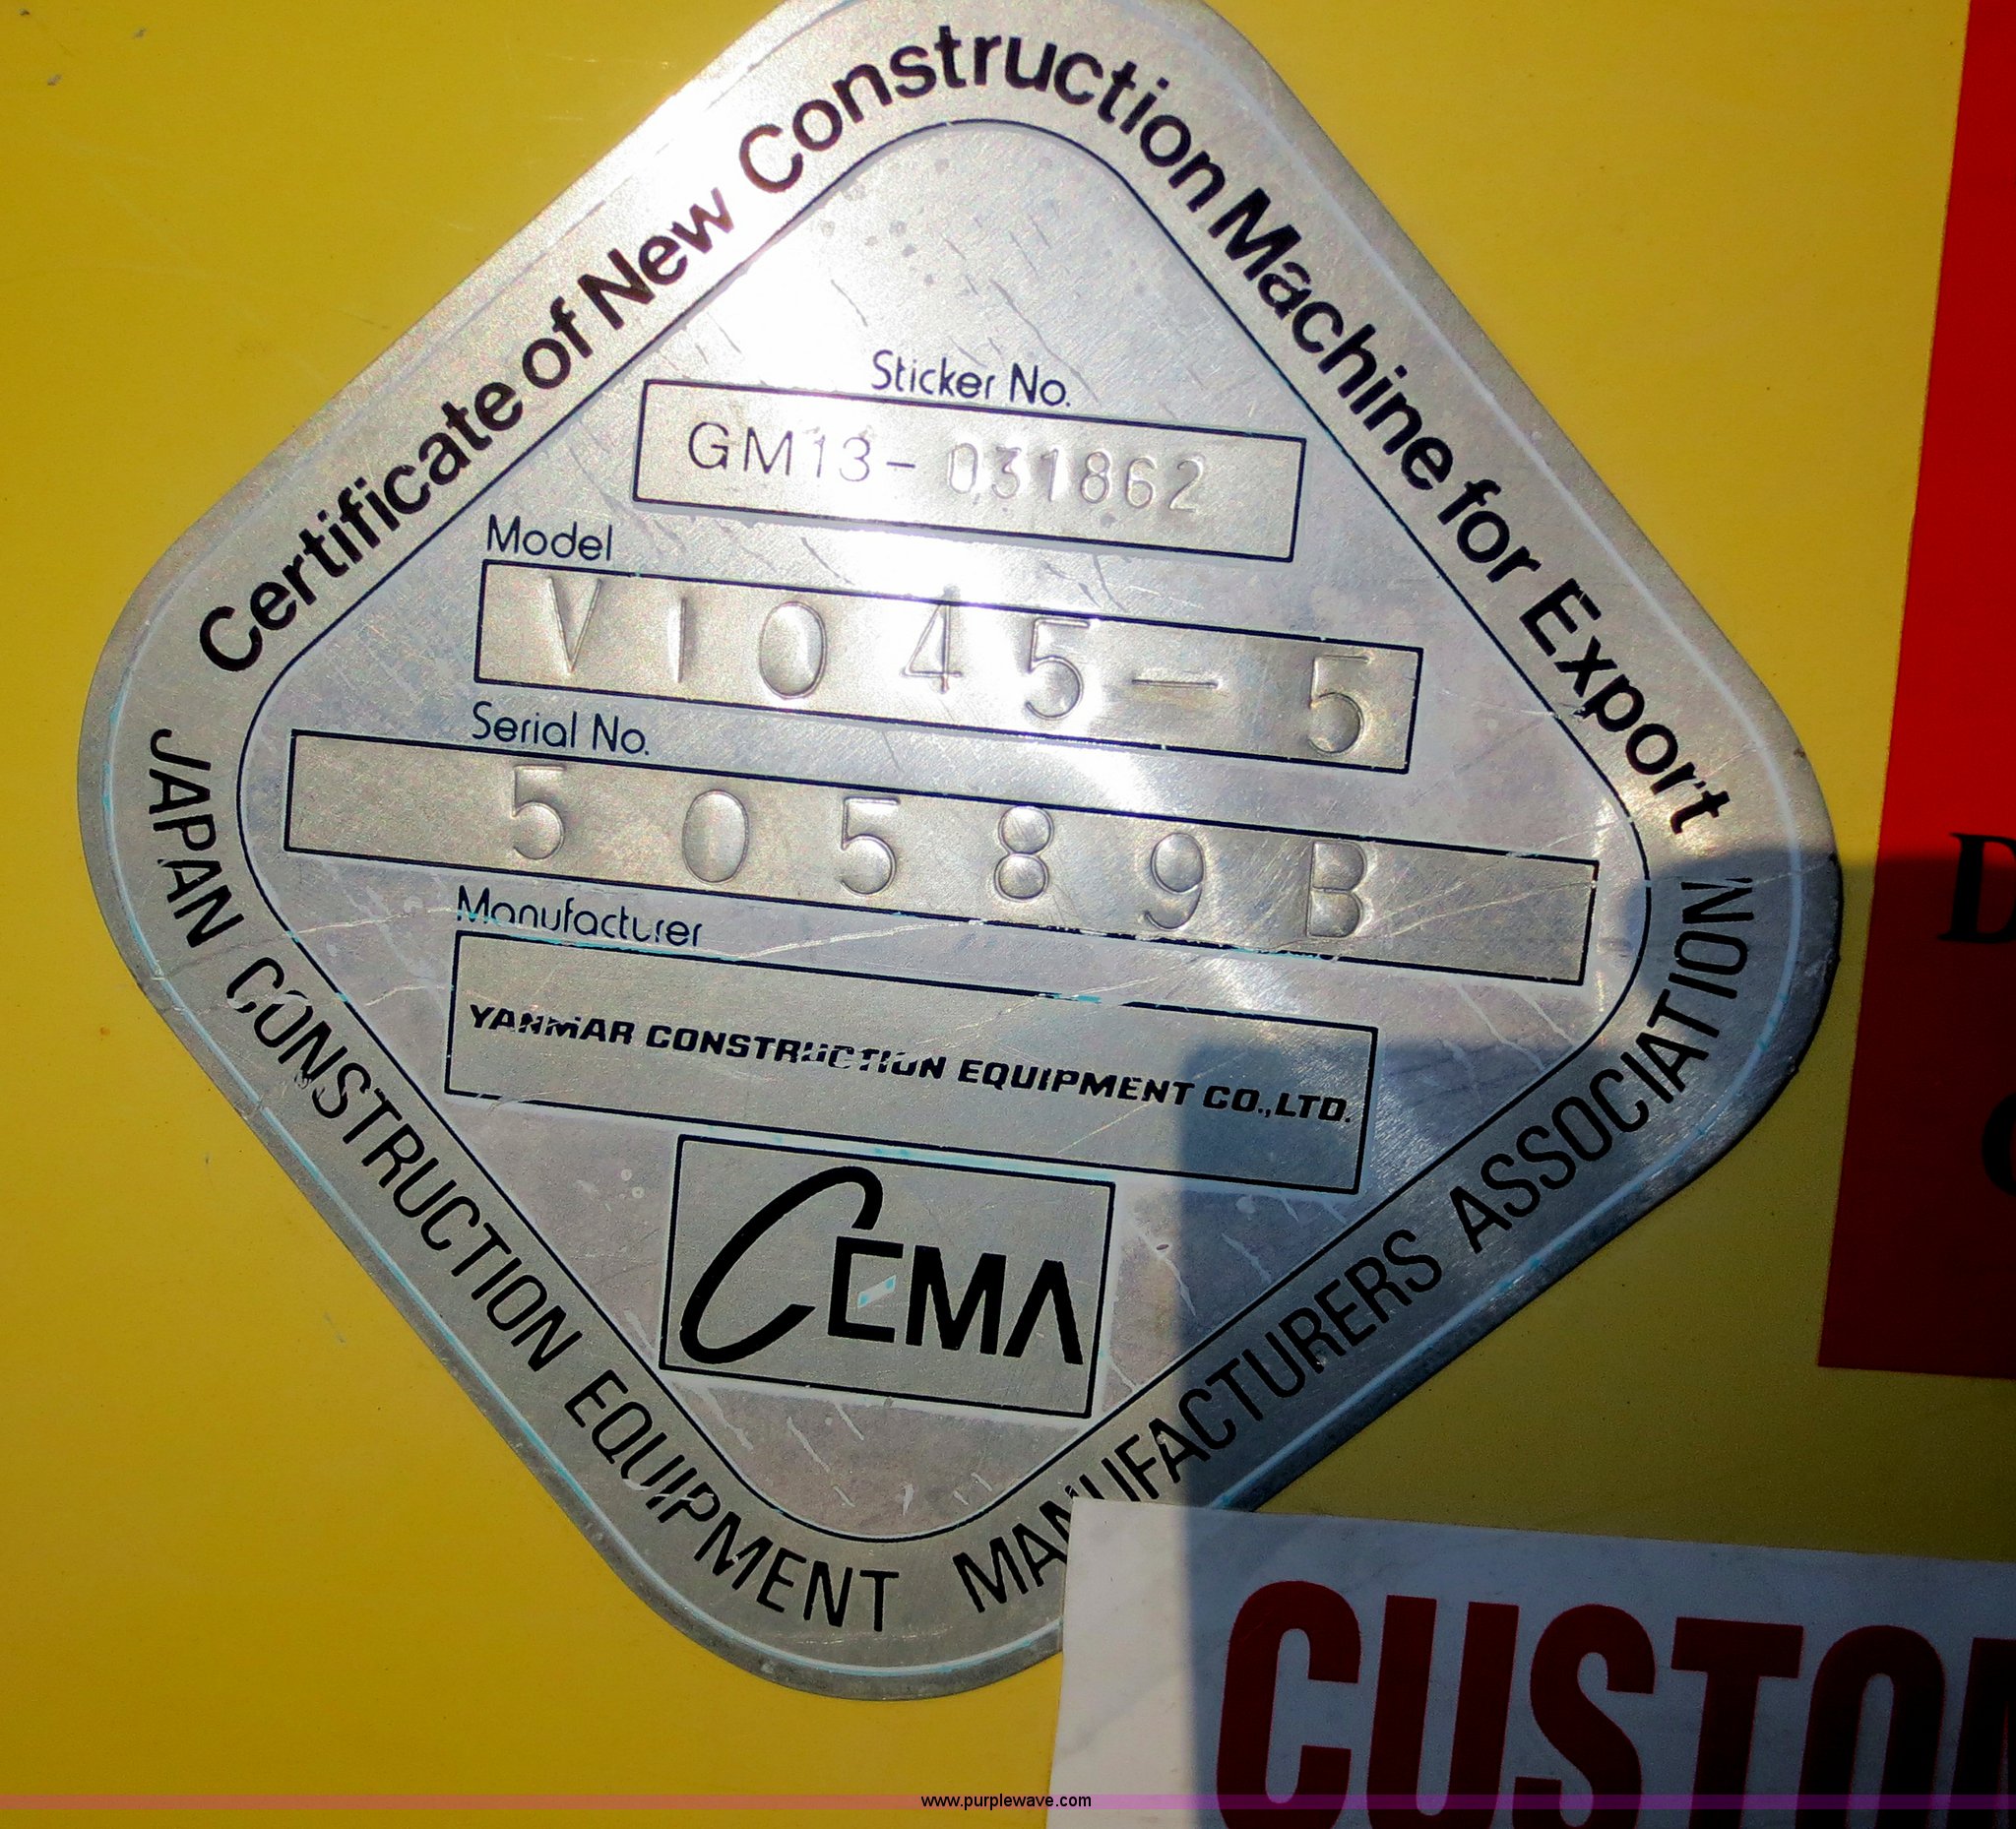 Certificate of New Construction Machine for Export
Sticker No.
GM13-031862
Model
VIO45-5
Serial No.
50589B
Manufacturer
YANMAR CONSTRUCTION EQUIPMENT CO.,LTD.
CEMA
JAPAN CONSTRUCTION EQUIPMENT MANUFACTURERS ASSOCIATION
D
CUSTO
www.purplewave.com